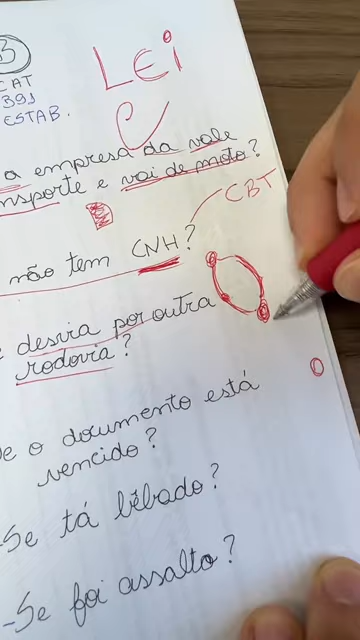 B
CAT
B91
ESTAB.
LEi
a empresa da vale
transporte e vai de moto?
CBT
não tem CNH?
desvia por outra
rodovia?
Se o documento está
vencido?
-Se tá bêbado?
-Se foi assalto?